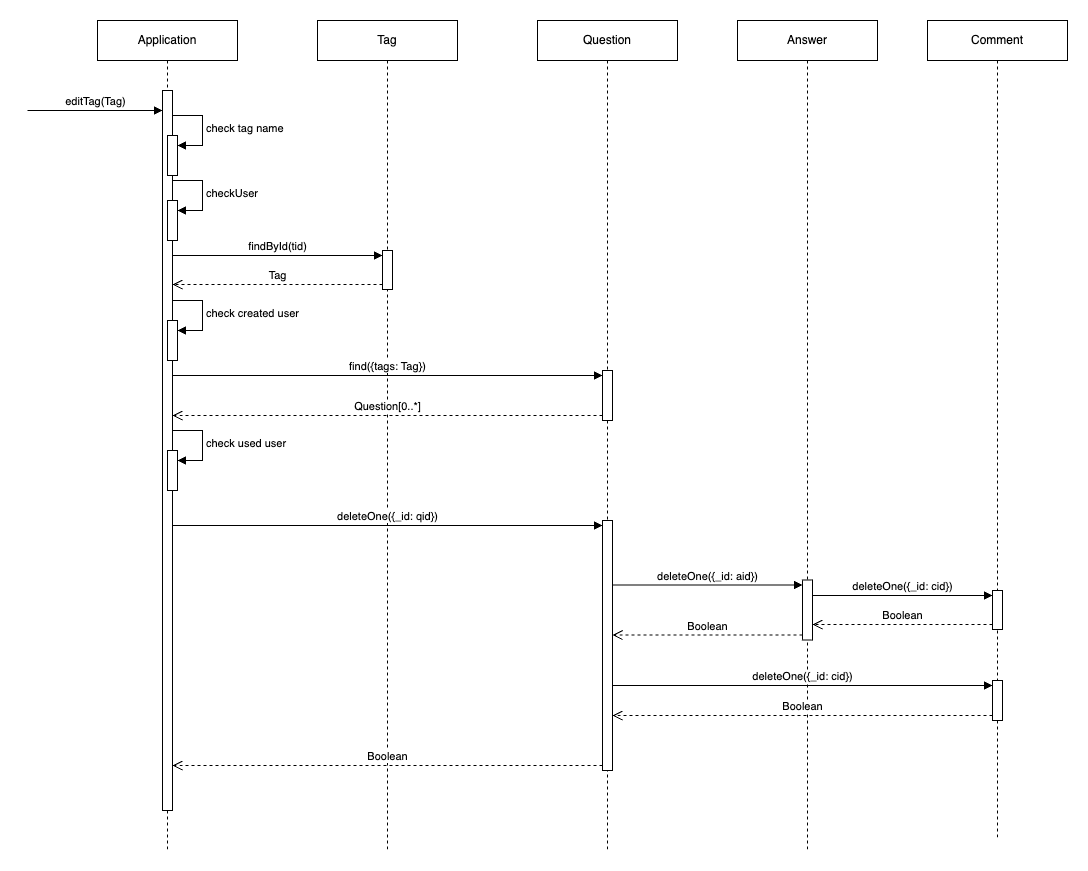 Application
Tag
Question
Answer
Comment
editTag(Tag)
check tag name
checkUser
findById(tid)
Tag
check created user
find({tags: Tag})
Question[0..*]
check used user
deleteOne({_id: qid})
deleteOne({_id: aid})
deleteOne({_id: cid})
Boolean
Boolean
deleteOne({_id: cid})
Boolean
Boolean